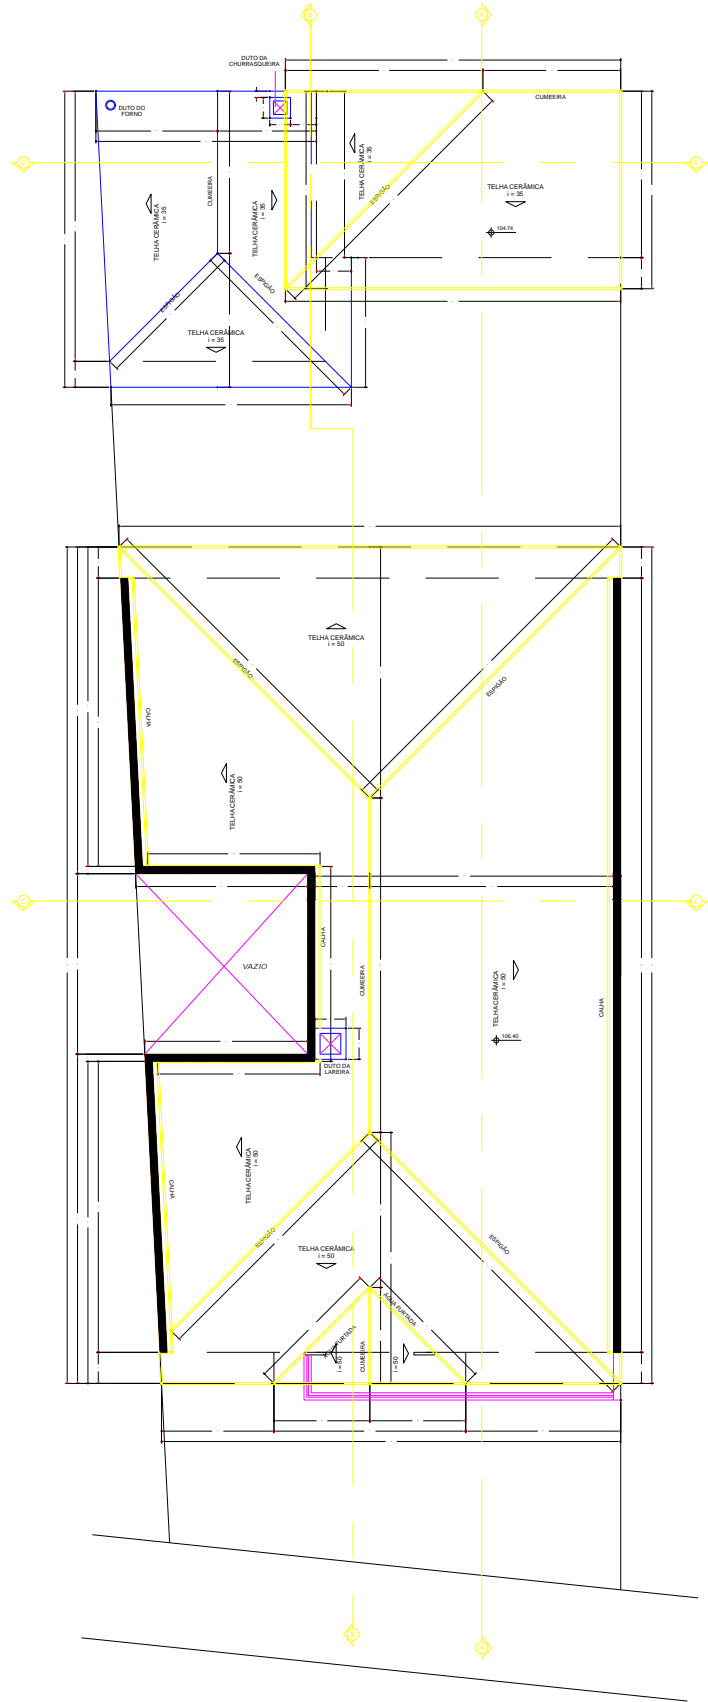 DUTO DA
CHURRASQUEIRA
CUMEEIRA
DUTO DO
FORNO
TELHA CERÂMICA
i = 35
CUMEEIRA
TELHA CERÂMICA
i = 35
TELHA CERÂMICA
i = 35
ESPIGÃO
TELHA CERÂMICA
i = 35
104.74
ESPIGÃO
ESPIGÃO
TELHA CERÂMICA
i = 35
TELHA CERÂMICA
i = 50
ESPIGÃO
ESPIGÃO
CALHA
TELHA CERÂMICA
i = 50
CALHA
VAZIO
CUMEEIRA
TELHA CERÂMICA
i = 50
CALHA
106.40
DUTO DA
LAREIRA
TELHA CERÂMICA
i = 50
CALHA
ESPIGÃO
TELHA CERÂMICA
i = 50
ESPIGÃO
ÁGUA FURTADA
ÁGUA FURTADA
i = 50
CUMEEIRA
i = 50